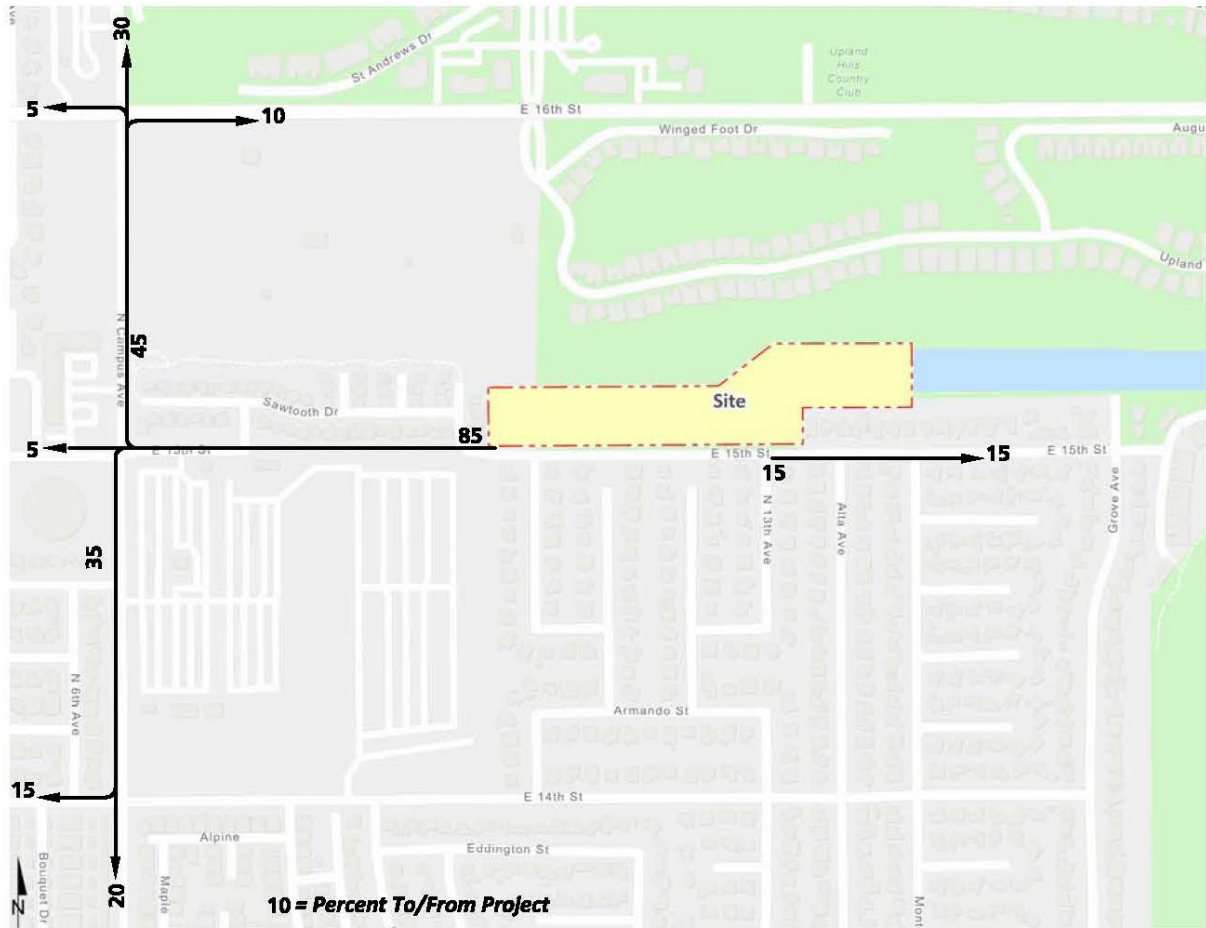 30
St Andrews Dr
Upland
Hills
Country
Club
5
E 16th St
10
Winged Foot Dr
Augu
N Campus Ave
45
Upland
Sawtooth Dr
Site
85
5
E 15th St
E 15th St
15
E 15th St
15
N 13th Ave
Alta Ave
Grove Ave
35
N 6th Ave
Armando St
15
E 14th St
Alpine
Eddington St
Bouquet Dr
Maple
20
Mont
N
10 = Percent To/From Project